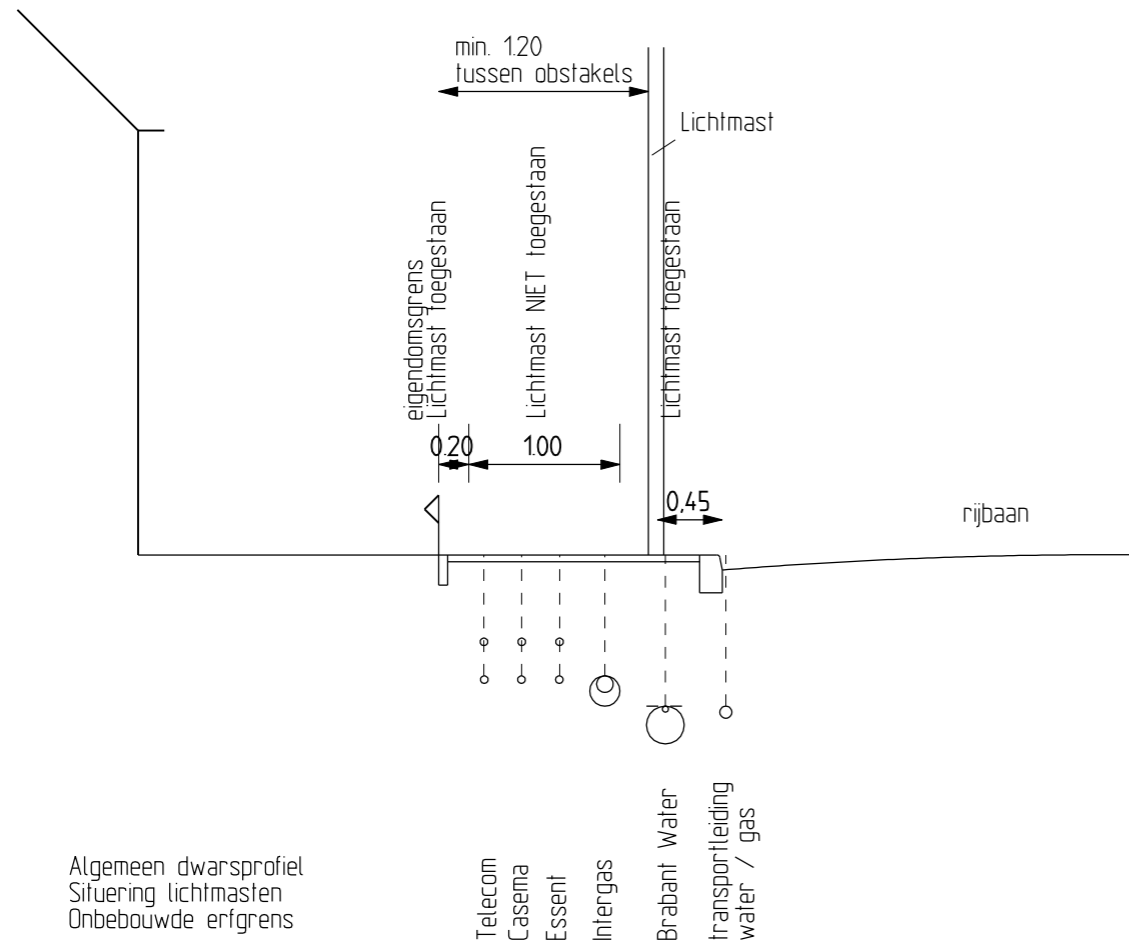 min. 1.20
tussen obstakels
Lichtmast
eigendomsgrens
Lichtmast toegestaan
Lichtmast NIET toegestaan
Lichtmast toegestaan
0.20
1.00
0,45
rijbaan
Telecom
Casema
Essent
Intergas
Brabant Water
transportleiding
water / gas
Algemeen dwarsprofiel
Situering lichtmasten
Onbebouwde erfgrens